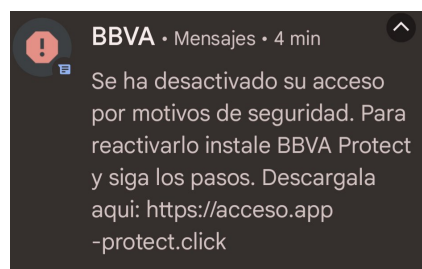 BBVA • Mensajes • 4 min
Se ha desactivado su acceso
por motivos de seguridad. Para
reactivarlo instale BBVA Protect
y siga los pasos. Descargala
aqui: https://acceso.app
-protect.click